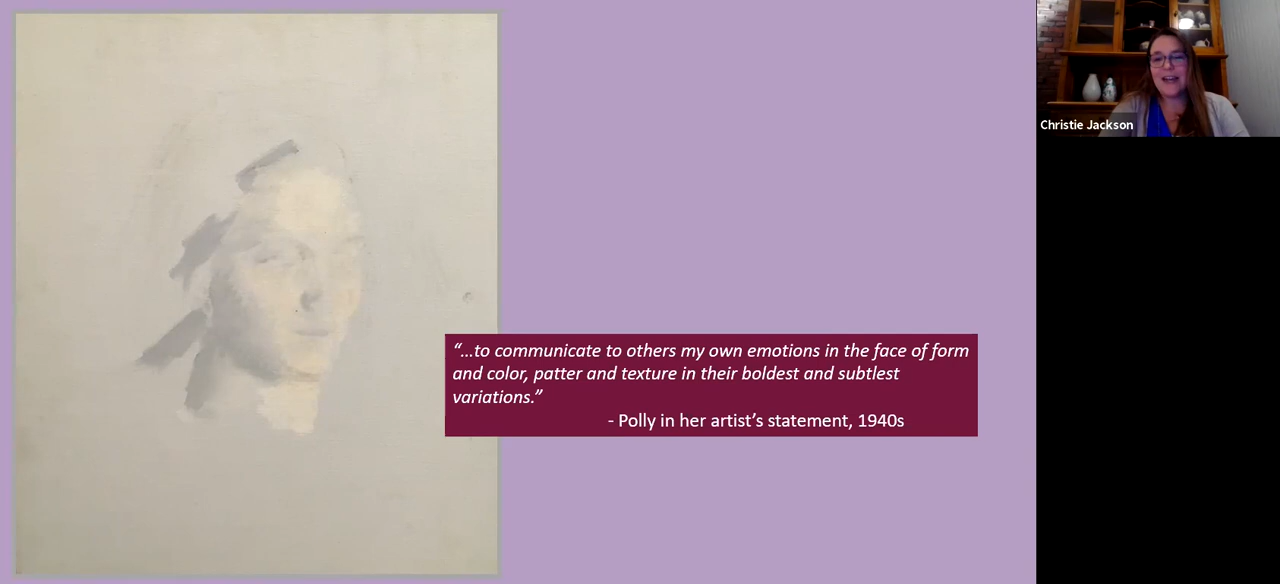 “…to communicate to others my own emotions in the face of form
and color, patter and texture in their boldest and subtlest
variations.”
- Polly in her artist’s statement, 1940s
Christie Jackson